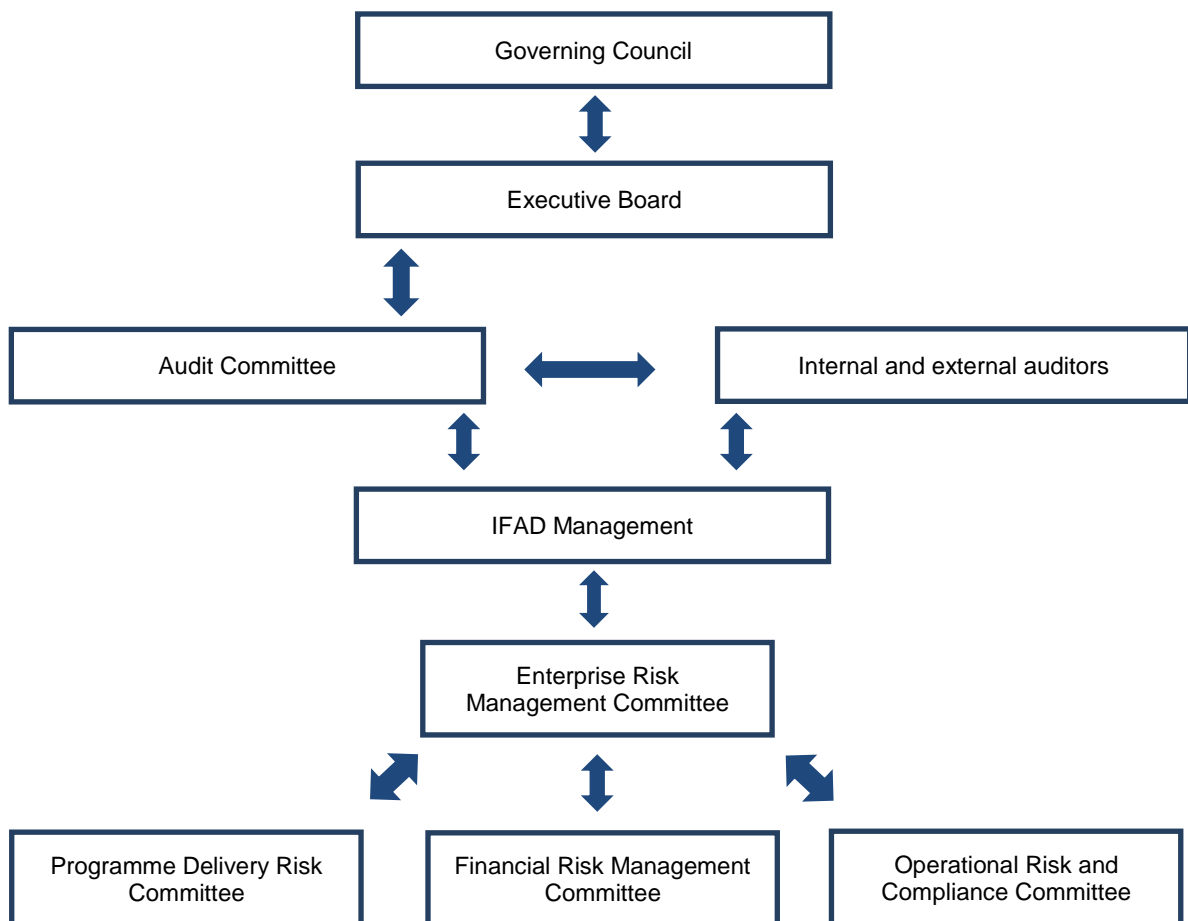 Governing Council
Executive Board
Audit Committee
Internal and external auditors
IFAD Management
Enterprise Risk
Management Committee
Programme Delivery Risk
Committee
Financial Risk Management
Committee
Operational Risk and
Compliance Committee